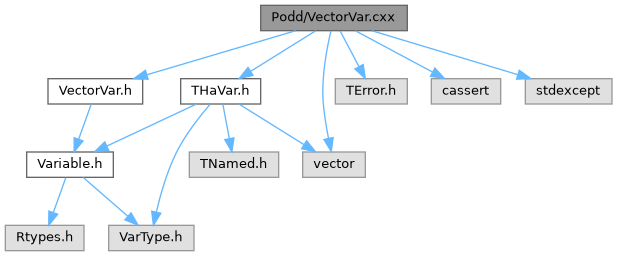 Podd/VectorVar.cxx
VectorVar.h
THaVar.h
TError.h
cassert
stdexcept
Variable.h
TNamed.h
vector
Rtypes.h
VarType.h